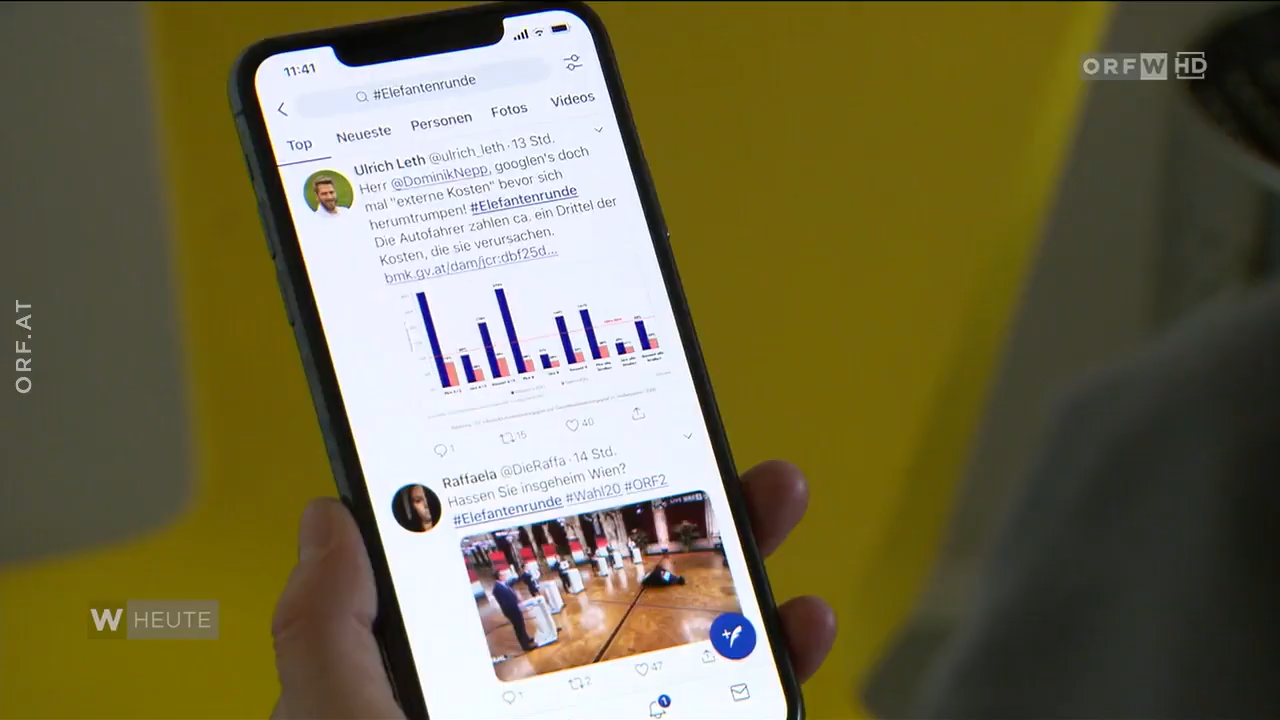 11:41
#Elefantenrunde
Top Neueste Personen Fotos Videos
Ulrich Leth @ulrich_leth · 13 Std.
Herr @DominikNepp, googlen's doch
mal "externe Kosten" bevor sich
herumtrumpen! #Elefantenrunde
Die Autofahrer zahlen ca. ein Drittel der
Kosten, die sie verursachen.
bmk.gv.at/dam/jcr:dbf25d...
1 15 40
Raffaela @DieRaffa · 14 Std.
Hassen Sie insgeheim Wien?
#Elefantenrunde #Wahl20 #ORF2
1 2 47
1
ORF W HD
ORF.AT
W HEUTE